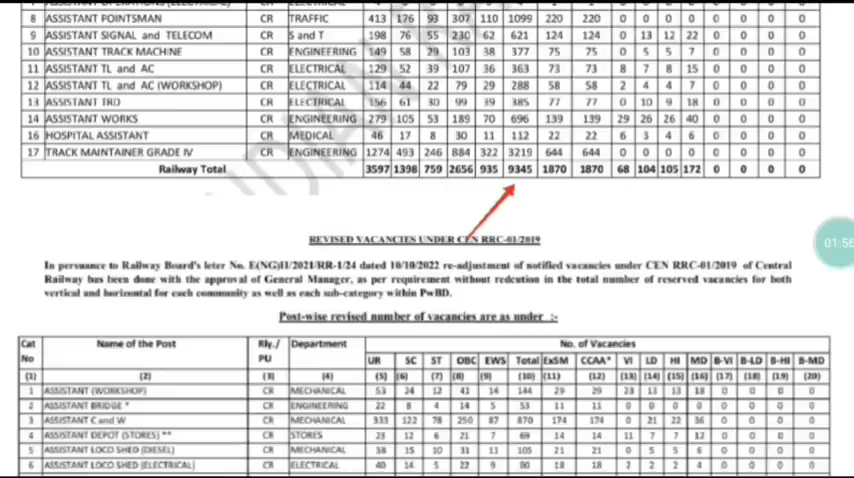 8 ASSISTANT POINTSMAN CR TRAFFIC 413 176 93 307 110 1099 220 220 0 0 0 0 0 0 0 0
9 ASSISTANT SIGNAL and TELECOM CR S and T 198 76 55 230 62 621 124 124 0 13 12 22 0 0 0 0
10 ASSISTANT TRACK MACHINE CR ENGINEERING 149 58 29 103 38 377 75 75 0 5 5 7 0 0 0 0
11 ASSISTANT TL and AC CR ELECTRICAL 129 52 39 107 36 363 73 73 8 7 8 15 0 0 0 0
12 ASSISTANT TL and AC (WORKSHOP) CR ELECTRICAL 114 44 22 79 29 288 58 58 2 4 4 7 0 0 0 0
13 ASSISTANT TRD CR ELECTRICAL 156 61 30 99 39 385 77 77 0 10 9 18 0 0 0 0
14 ASSISTANT WORKS CR ENGINEERING 279 105 53 189 70 696 139 139 29 26 26 40 0 0 0 0
16 HOSPITAL ASSISTANT CR MEDICAL 46 17 8 30 11 112 22 22 6 3 4 6 0 0 0 0
17 TRACK MAINTAINER GRADE IV CR ENGINEERING 1274 493 246 884 322 3219 644 644 0 0 0 0 0 0 0 0
Railway Total 3597 1398 759 2656 935 9345 1870 1870 68 104 105 172 0 0 0 0
REVISED VACANCIES UNDER CEN RRC-01/2019
01:56
In persuance to Railway Board's leter No. E(NG)II/2021/RR-1/24 dated 10/10/2022 re-adjustment of notified vacancies under CEN RRC-01/2019 of Central
Railway has been done with the approval of General Manager, as per requirement without redcution in the total number of reserved vacancies for both
vertical and horizontal for each community as well as each sub-category within PwBD.
Post-wise revised number of vacancies are as under :-
Cat No Name of the Post Rly./ PU Department No. of Vacancies
UR SC ST OBC EWS Total ExSM CCAA* VI LD HI MD B-VI B-LD B-HI B-MD
(1) (2) (3) (4) (5) (6) (7) (8) (9) (10) (11) (12) (13) (14) (15) (16) (17) (18) (19) (20)
1 ASSISTANT (WORKSHOP) CR MECHANICAL 53 24 12 41 14 144 29 29 23 13 13 18 0 0 0 0
2 ASSISTANT BRIDGE * CR ENGINEERING 22 8 4 14 5 53 11 11 0 0 0 0 0 0 0 0
3 ASSISTANT C and W CR MECHANICAL 333 122 78 250 87 870 174 174 0 21 22 36 0 0 0 0
4 ASSISTANT DEPOT (STORES) ** CR STORES 23 12 6 21 7 69 14 14 11 7 7 12 0 0 0 0
5 ASSISTANT LOCO SHED (DIESEL) CR MECHANICAL 38 15 10 31 11 105 21 21 0 5 5 6 0 0 0 0
6 ASSISTANT LOCO SHED (ELECTRICAL) CR ELECTRICAL 40 14 5 22 9 90 18 18 2 2 2 4 0 0 0 0